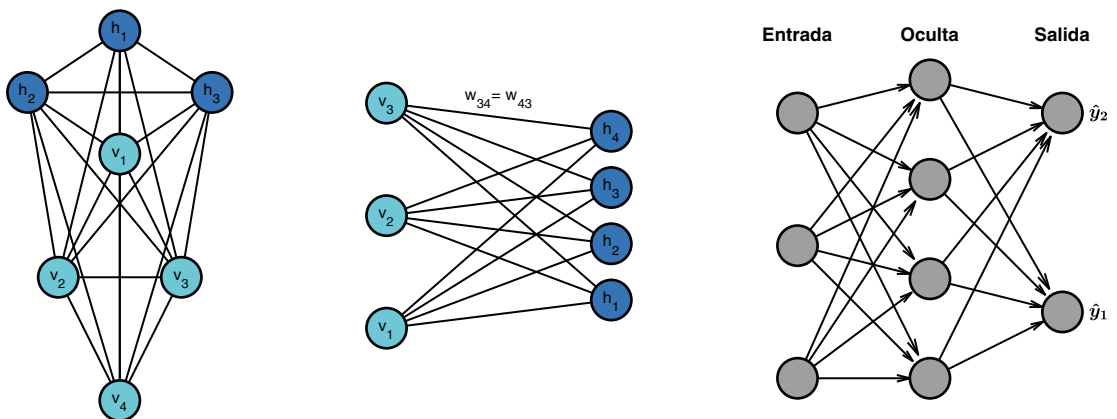 h1
h2
h3
v1
v2
v3
v4
w34 = w43
v3
v2
v1
h4
h3
h2
h1
Entrada
Oculta
Salida
ŷ2
ŷ1